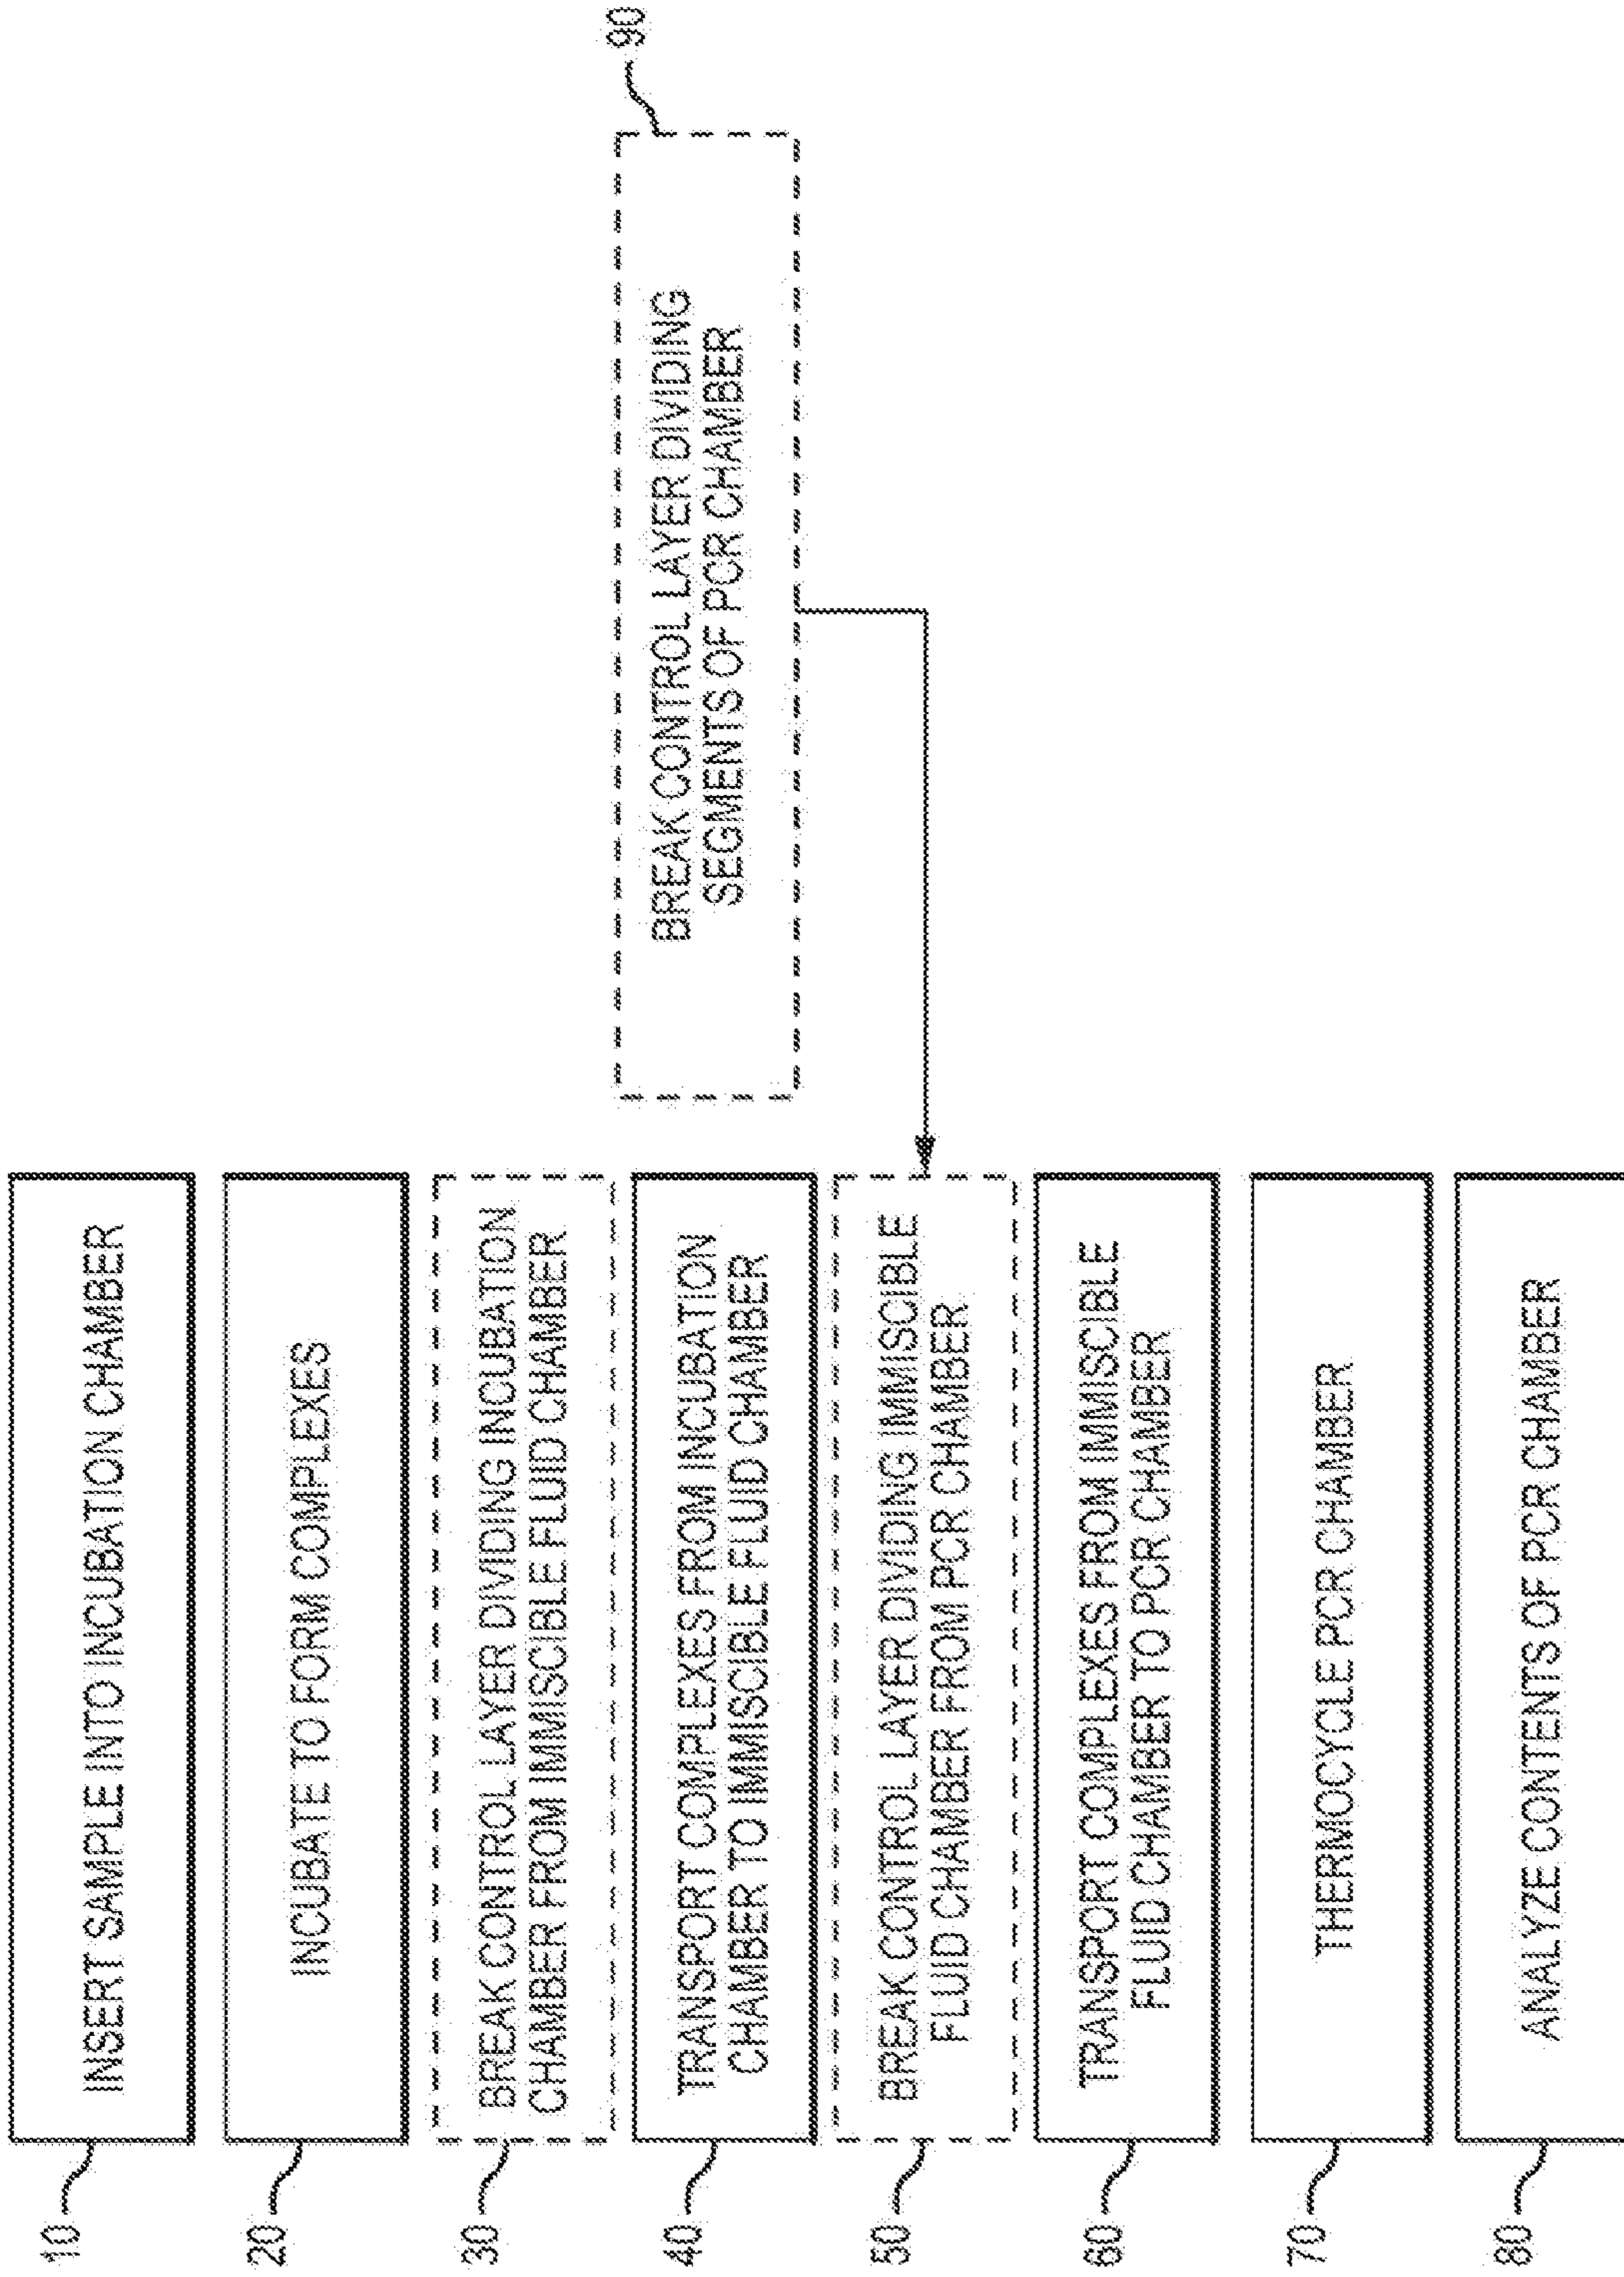 10
INSERT SAMPLE INTO INCUBATION CHAMBER
20
INCUBATE TO FORM COMPLEXES
30
BREAK CONTROL LAYER DIVIDING INCUBATION
CHAMBER FROM IMMISCIBLE FLUID CHAMBER
40
TRANSPORT COMPLEXES FROM INCUBATION
CHAMBER TO IMMISCIBLE FLUID CHAMBER
50
BREAK CONTROL LAYER DIVIDING IMMISCIBLE
FLUID CHAMBER FROM PCR CHAMBER
60
TRANSPORT COMPLEXES FROM IMMISCIBLE
FLUID CHAMBER TO PCR CHAMBER
70
THERMOCYCLE PCR CHAMBER
80
ANALYZE CONTENTS OF PCR CHAMBER
BREAK CONTROL LAYER DIVIDING
SEGMENTS OF PCR CHAMBER
90